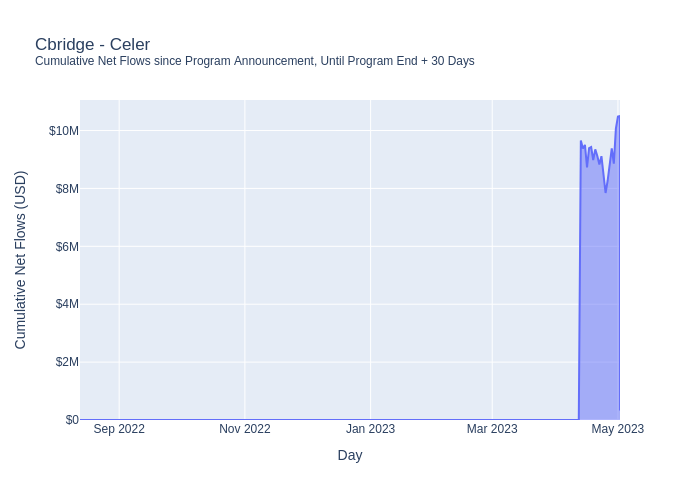 Cbridge - Celer
Cumulative Net Flows since Program Announcement, Until Program End + 30 Days
Cumulative Net Flows (USD)
$10M
$8M
$6M
$4M
$2M
$0
Sep 2022
Nov 2022
Jan 2023
Mar 2023
May 2023
Day